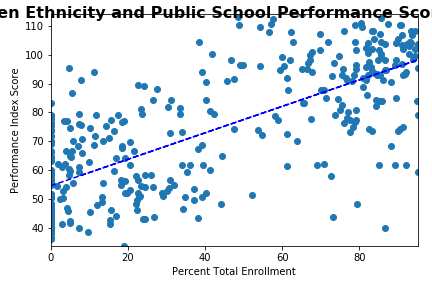 en Ethnicity and Public School Performance Sco
110
100
90
80
70
60
50
40
Performance Index Score
0 20 40 60 80
Percent Total Enrollment